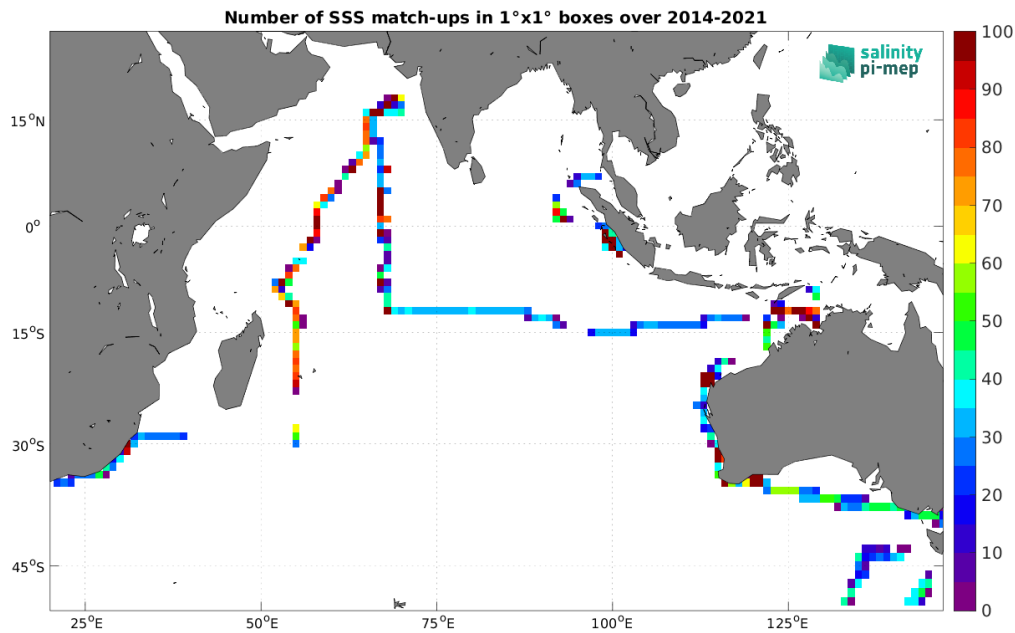 Number of SSS match-ups in 1°x1° boxes over 2014-2021
salinity
pi-mep
100
90
80
70
60
50
40
30
20
10
0
15°N
0°
15°S
30°S
45°S
25°E
50°E
75°E
100°E
125°E